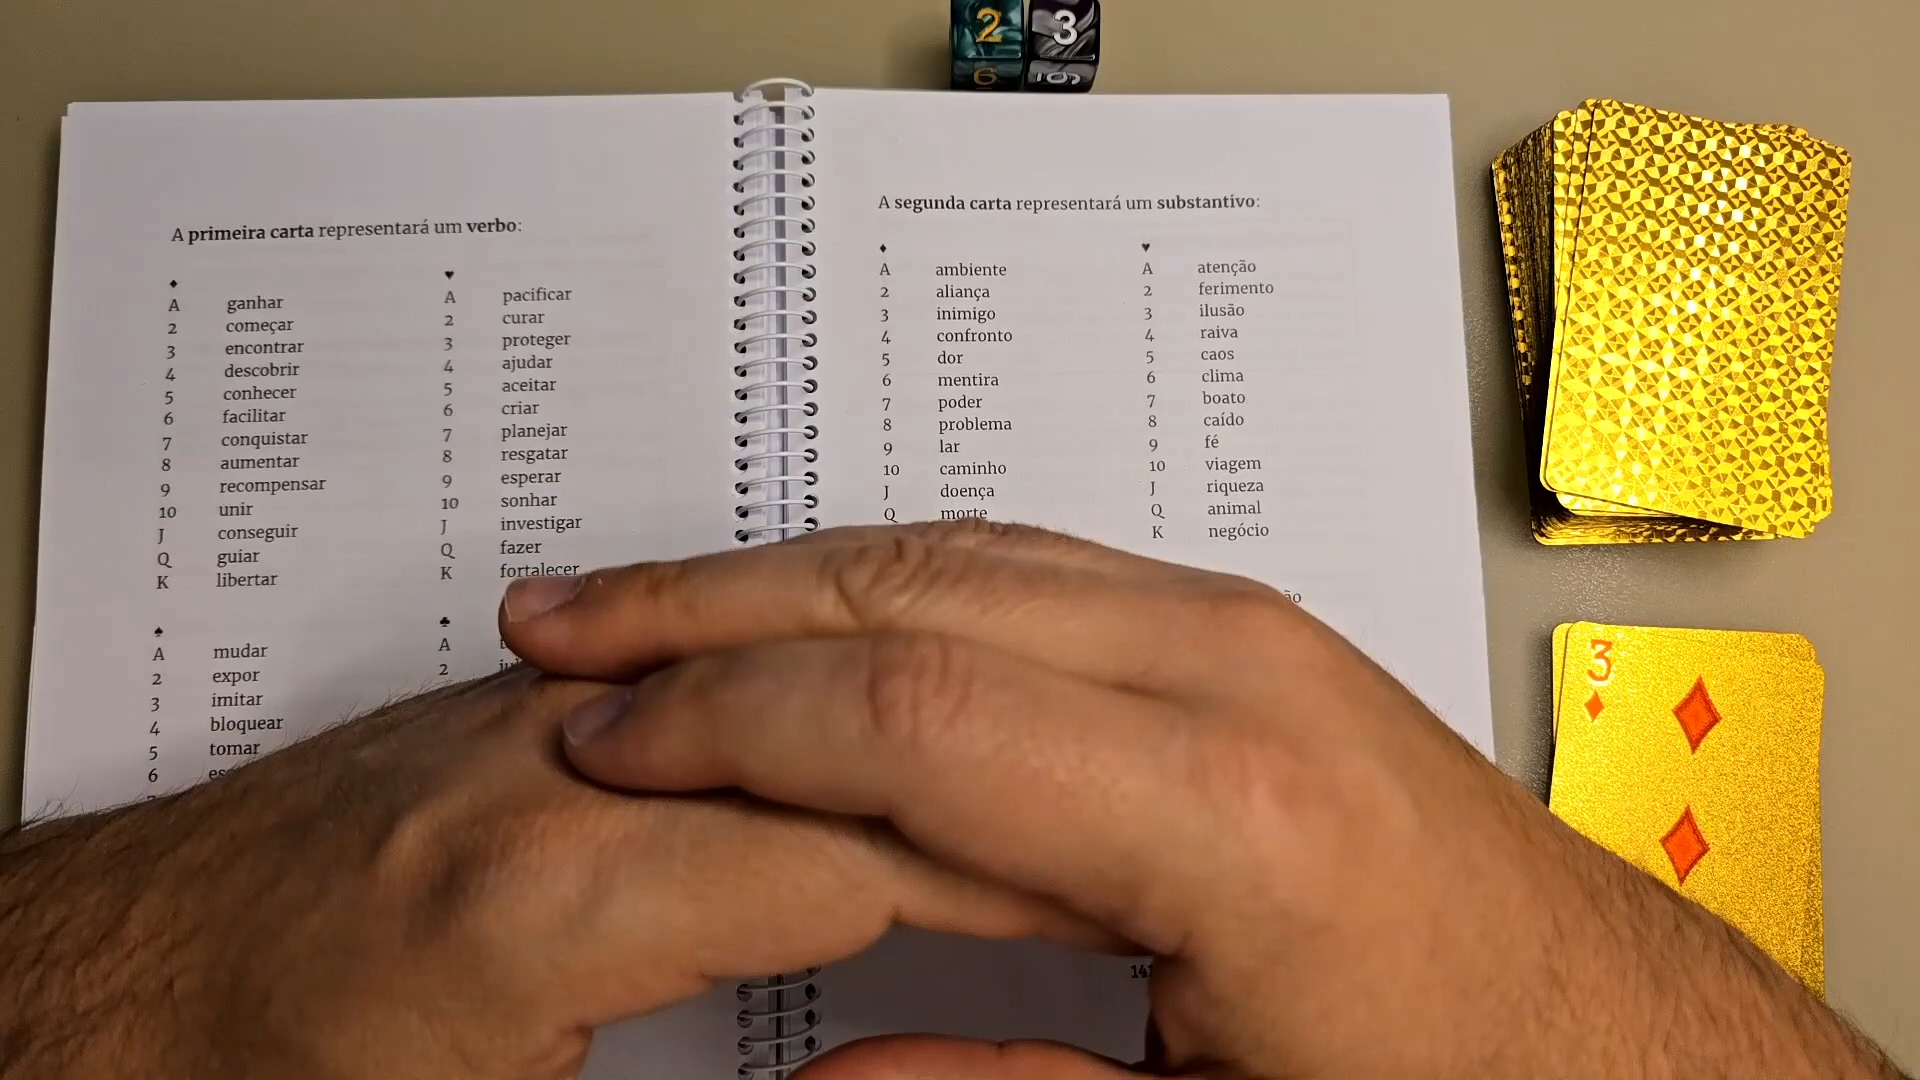 2 3
6 6
A primeira carta representará um verbo:
♦ ♥
A ganhar A pacificar
2 começar 2 curar
3 encontrar 3 proteger
4 descobrir 4 ajudar
5 conhecer 5 aceitar
6 facilitar 6 criar
7 conquistar 7 planejar
8 aumentar 8 resgatar
9 recompensar 9 esperar
10 unir 10 sonhar
J conseguir J investigar
Q guiar Q fazer
K libertar K fortalecer
♠ ♣
A mudar A
2 expor 2
3 imitar
4 bloquear
5 tomar
6
A segunda carta representará um substantivo:
♦ ♥
A ambiente A atenção
2 aliança 2 ferimento
3 inimigo 3 ilusão
4 confronto 4 raiva
5 dor 5 caos
6 mentira 6 clima
7 poder 7 boato
8 problema 8 caído
9 lar 9 fé
10 caminho 10 viagem
J doença J riqueza
Q morte Q animal
K negócio
ão
141
3